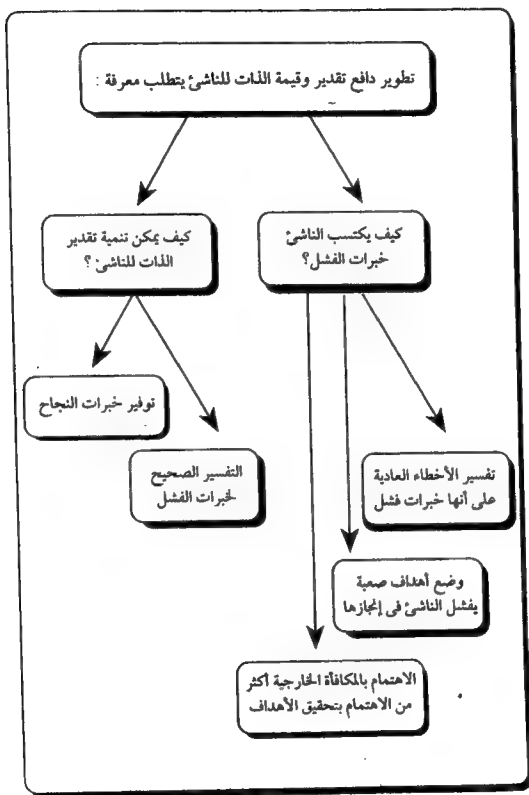 تطوير دافع تقدير وقيمة الذات للناشئ يتطلب معرفة :
كيف يكتسب الناشئ
خبرات الفشل؟
كيف يمكن تنمية تقدير
الذات للناشئ ؟
تفسير الأخطاء العادية
على أنها خبرات فشل
وضع أهداف صعبة
يفشل الناشئ فى إنجازها
الاهتمام بالمكافأة الخارجية أكثر
من الاهتمام بتحقيق الأهداف
توفير خبرات النجاح
التفسير الصحيح
لخبرات الفشل